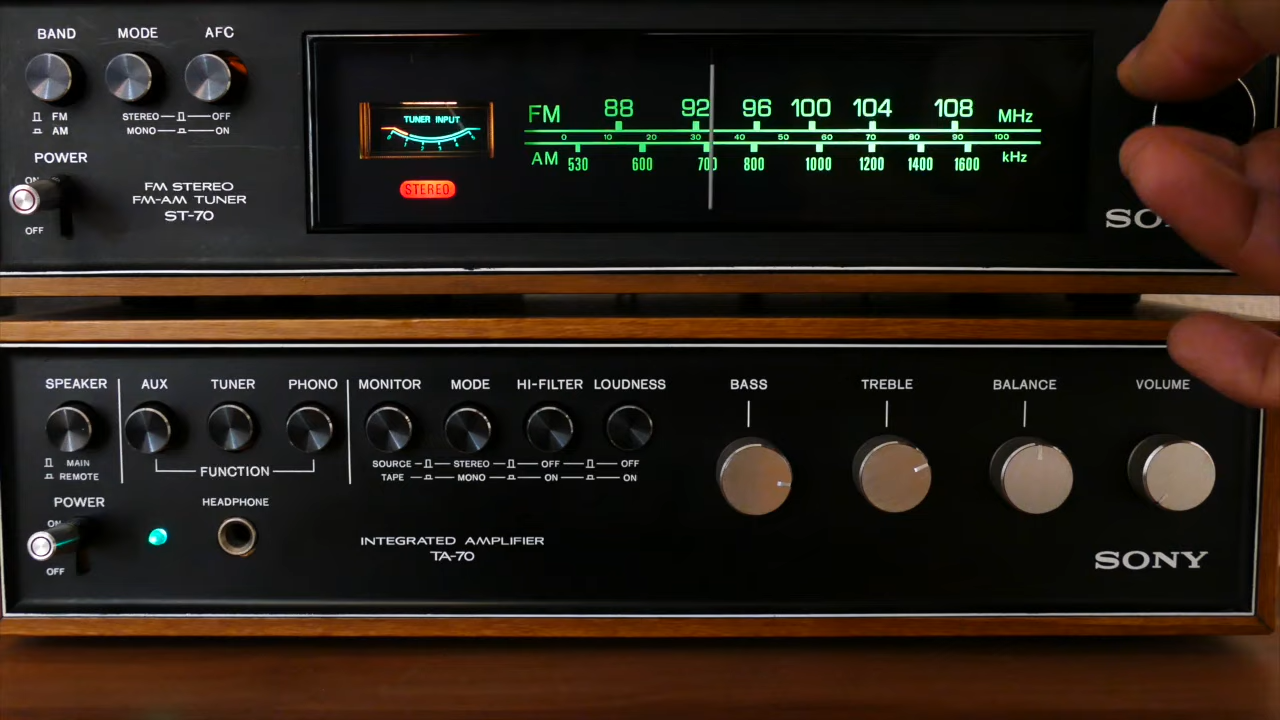 BAND MODE AFC
FM STEREO OFF
AM MONO ON
POWER
ON
OFF
FM STEREO
FM-AM TUNER
ST-70
TUNER INPUT
STEREO
FM 88 92 96 100 104 108 MHz
0 10 20 30 40 50 60 70 80 90 100
AM 530 600 700 800 1000 1200 1400 1600 kHz
SO
SPEAKER AUX TUNER PHONO MONITOR MODE HI-FILTER LOUDNESS BASS TREBLE BALANCE VOLUME
MAIN
REMOTE
FUNCTION
SOURCE STEREO OFF OFF
TAPE MONO ON ON
POWER
ON
OFF
HEADPHONE
INTEGRATED AMPLIFIER
TA-70
SONY